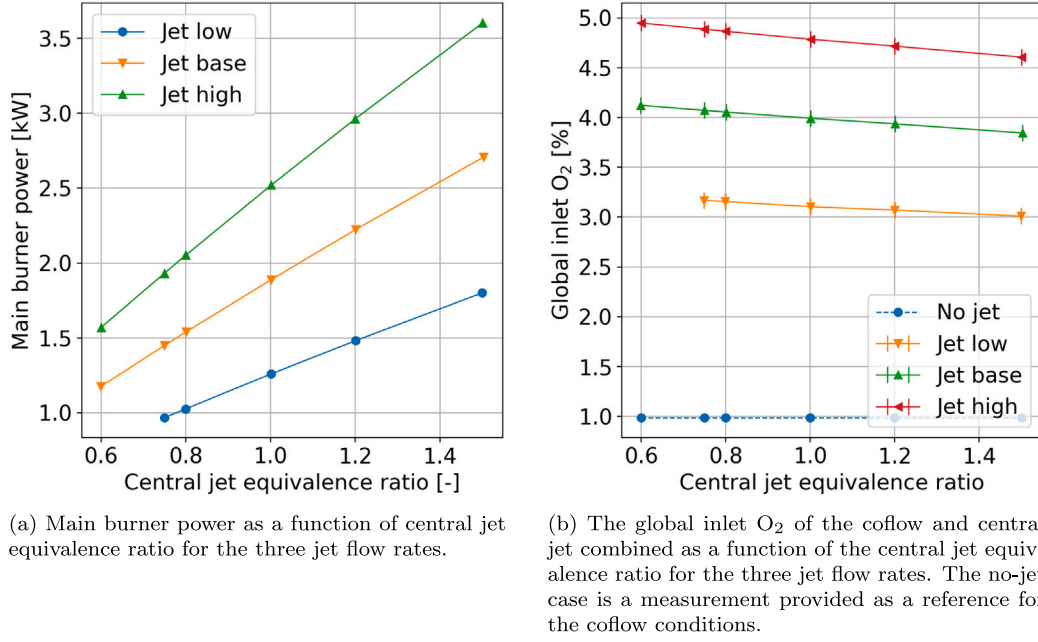 Main burner power [kW]
3.5
3.0
2.5
2.0
1.5
1.0
Jet low
Jet base
Jet high
0.6 0.8 1.0 1.2 1.4
Central jet equivalence ratio [-]
(a) Main burner power as a function of central jet
equivalence ratio for the three jet flow rates.
Global inlet O₂ [%]
5.0
4.5
4.0
3.5
3.0
2.5
2.0
1.5
1.0
No jet
Jet low
Jet base
Jet high
0.6 0.8 1.0 1.2 1.4
Central jet equivalence ratio
(b) The global inlet O₂ of the coflow and central
jet combined as a function of the central jet equiv-
alence ratio for the three jet flow rates. The no-jet
case is a measurement provided as a reference for
the coflow conditions.